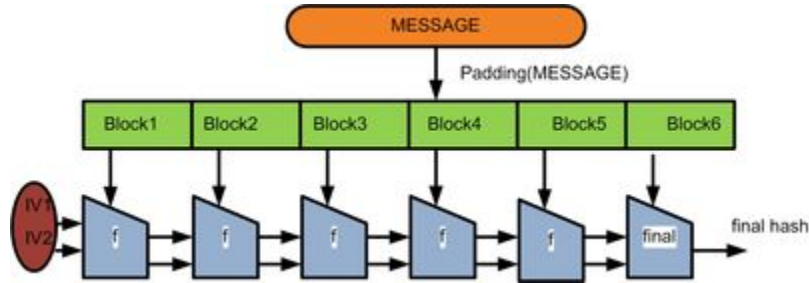 MESSAGE
Padding(MESSAGE)
Block1 Block2 Block3 Block4 Block5 Block6
IV1
IV2
f f f f f final
final hash